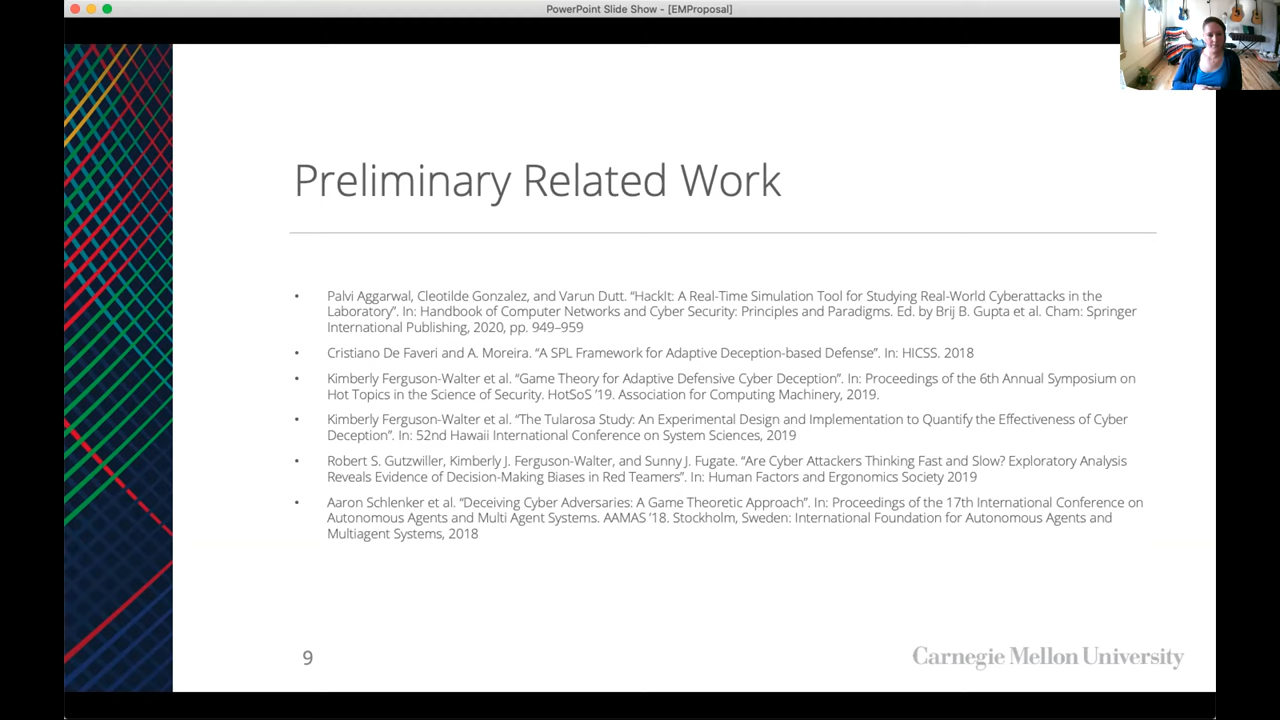 PowerPoint Slide Show - [EMProposal]
Preliminary Related Work
• Palvi Aggarwal, Cleotilde Gonzalez, and Varun Dutt. “HackIt: A Real-Time Simulation Tool for Studying Real-World Cyberattacks in the
Laboratory”. In: Handbook of Computer Networks and Cyber Security: Principles and Paradigms. Ed. by Brij B. Gupta et al. Cham: Springer
International Publishing, 2020, pp. 949–959
• Cristiano De Faveri and A. Moreira. “A SPL Framework for Adaptive Deception-based Defense”. In: HICSS. 2018
• Kimberly Ferguson-Walter et al. “Game Theory for Adaptive Defensive Cyber Deception”. In: Proceedings of the 6th Annual Symposium on
Hot Topics in the Science of Security. HotSoS ’19. Association for Computing Machinery, 2019.
• Kimberly Ferguson-Walter et al. “The Tularosa Study: An Experimental Design and Implementation to Quantify the Effectiveness of Cyber
Deception”. In: 52nd Hawaii International Conference on System Sciences, 2019
• Robert S. Gutzwiller, Kimberly J. Ferguson-Walter, and Sunny J. Fugate. “Are Cyber Attackers Thinking Fast and Slow? Exploratory Analysis
Reveals Evidence of Decision-Making Biases in Red Teamers”. In: Human Factors and Ergonomics Society 2019
• Aaron Schlenker et al. “Deceiving Cyber Adversaries: A Game Theoretic Approach”. In: Proceedings of the 17th International Conference on
Autonomous Agents and Multi Agent Systems. AAMAS ’18. Stockholm, Sweden: International Foundation for Autonomous Agents and
Multiagent Systems, 2018
9
Carnegie Mellon University